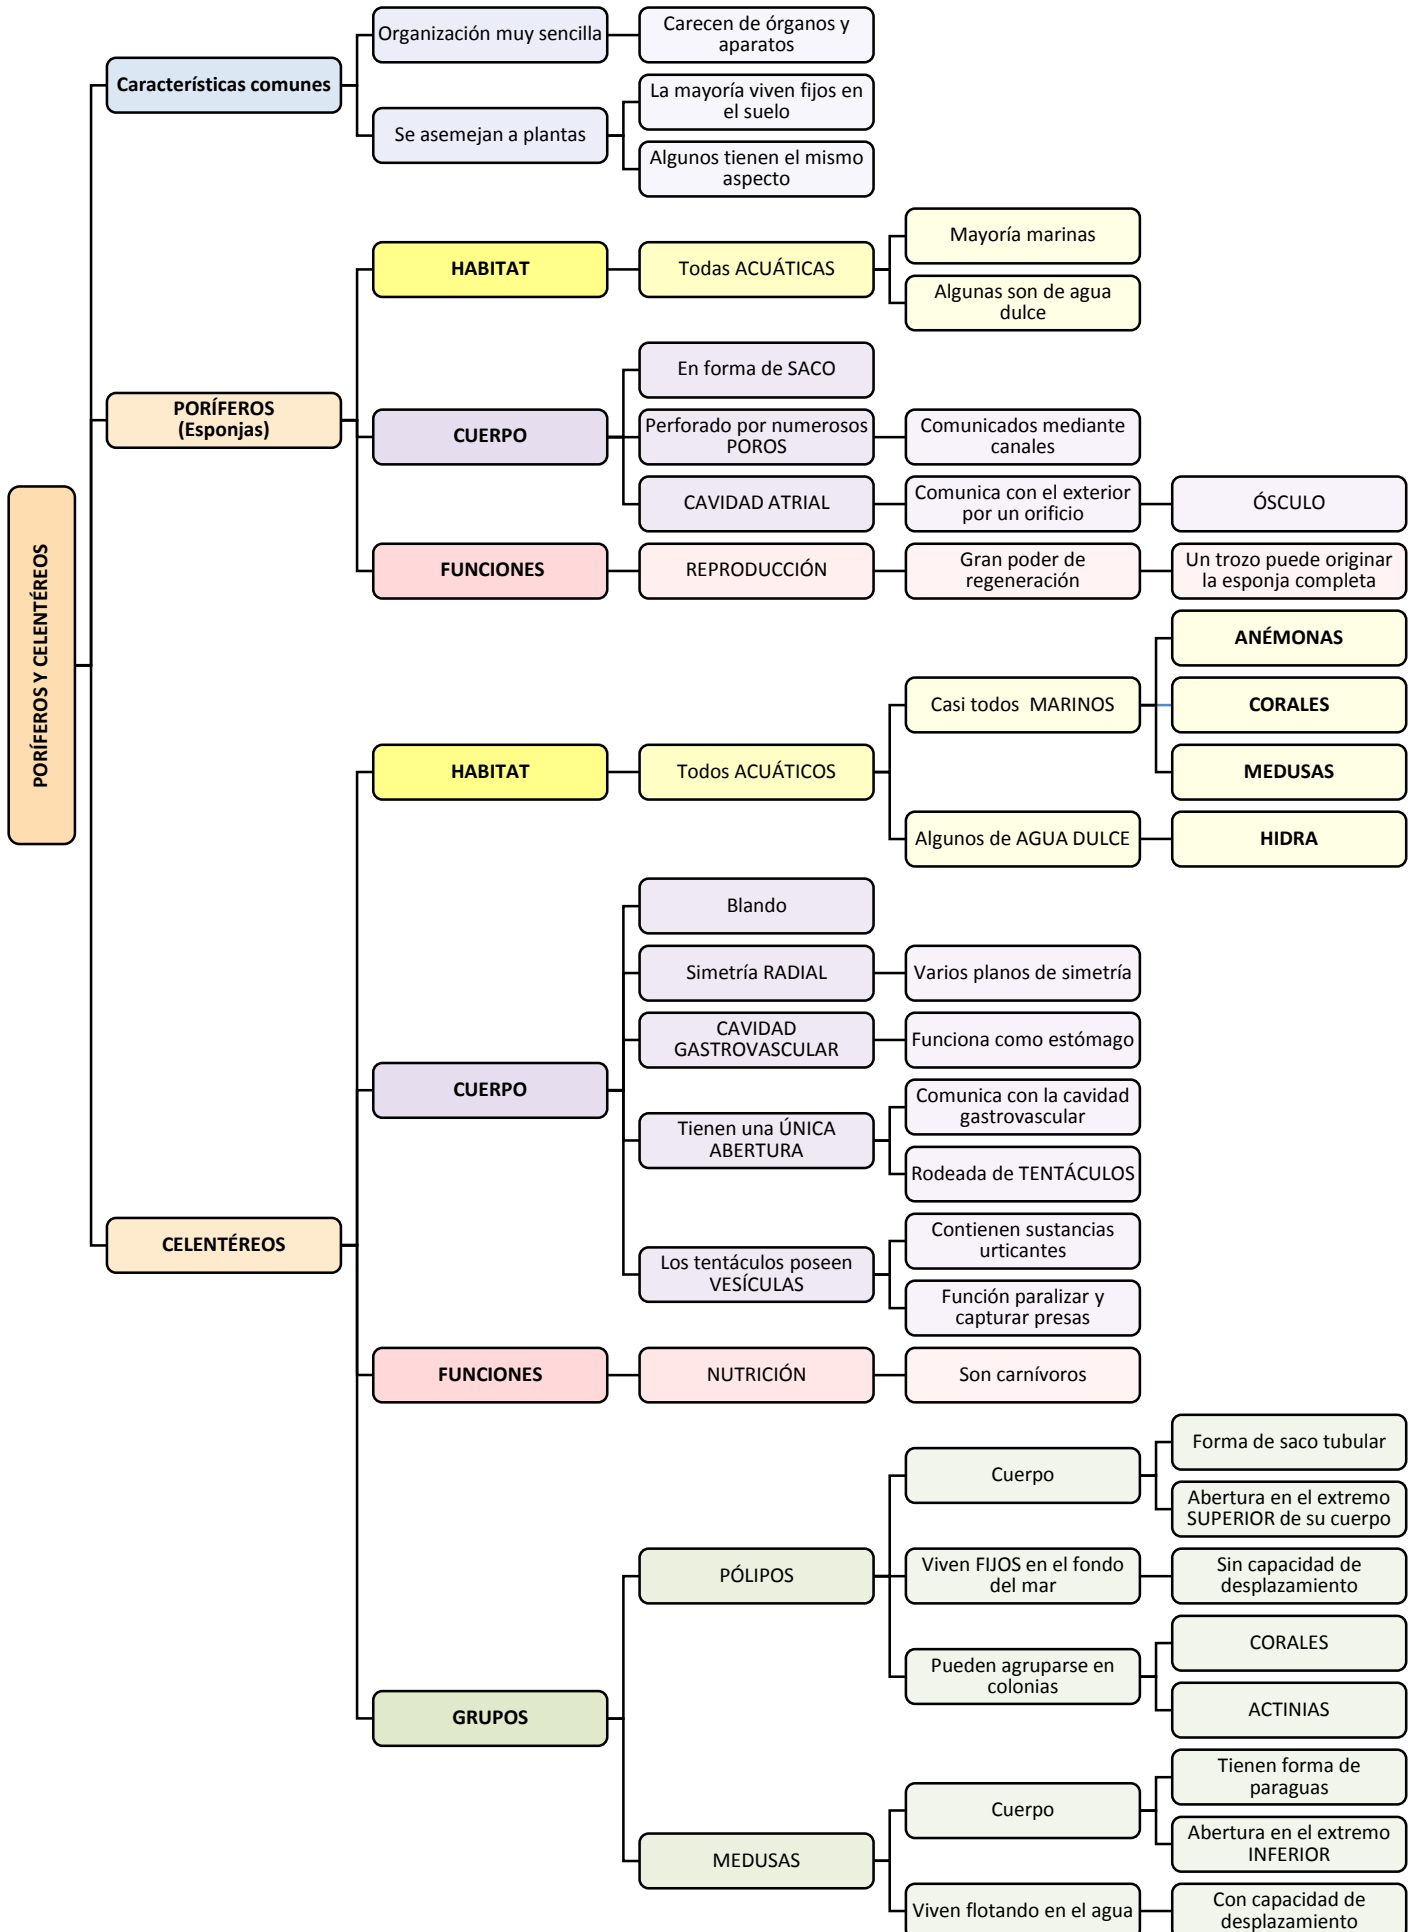 PORÍFEROS Y CELENTÉREOS
Características comunes
Organización muy sencilla
Carecen de órganos y
aparatos
Se asemejan a plantas
La mayoría viven fijos en
el suelo
Algunos tienen el mismo
aspecto
PORÍFEROS
(Esponjas)
HABITAT
Todas ACUÁTICAS
Mayoría marinas
Algunas son de agua
dulce
CUERPO
En forma de SACO
Perforado por numerosos
POROS
Comunicados mediante
canales
CAVIDAD ATRIAL
Comunica con el exterior
por un orificio
ÓSCULO
FUNCIONES
REPRODUCCIÓN
Gran poder de
regeneración
Un trozo puede originar
la esponja completa
CELENTÉREOS
HABITAT
Todos ACUÁTICOS
Casi todos  MARINOS
ANÉMONAS
CORALES
MEDUSAS
Algunos de AGUA DULCE
HIDRA
CUERPO
Blando
Simetría RADIAL
Varios planos de simetría
CAVIDAD
GASTROVASCULAR
Funciona como estómago
Tienen una ÚNICA
ABERTURA
Comunica con la cavidad
gastrovascular
Rodeada de TENTÁCULOS
Los tentáculos poseen
VESÍCULAS
Contienen sustancias
urticantes
Función paralizar y
capturar presas
FUNCIONES
NUTRICIÓN
Son carnívoros
GRUPOS
PÓLIPOS
Cuerpo
Forma de saco tubular
Abertura en el extremo
SUPERIOR de su cuerpo
Viven FIJOS en el fondo
del mar
Sin capacidad de
desplazamiento
Pueden agruparse en
colonias
CORALES
ACTINIAS
MEDUSAS
Cuerpo
Tienen forma de
paraguas
Abertura en el extremo
INFERIOR
Viven flotando en el agua
Con capacidad de
desplazamiento